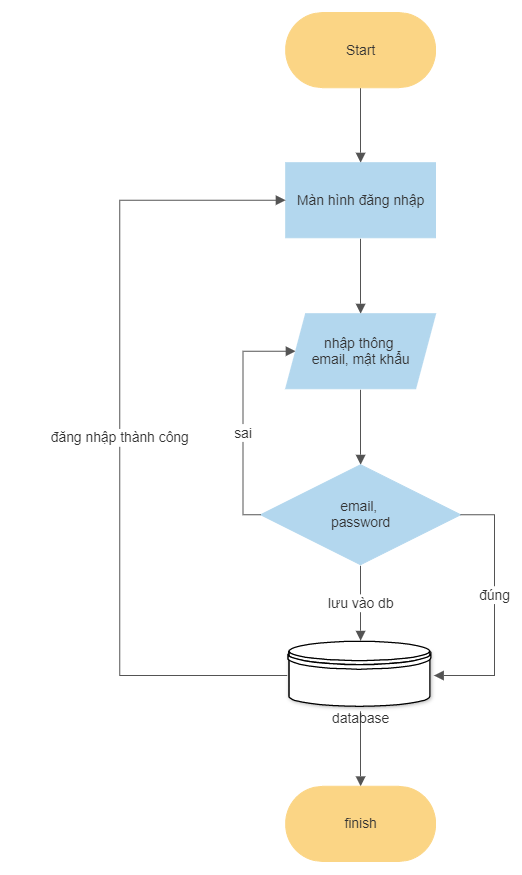 Start
Màn hình đăng nhập
nhập thông
email, mật khẩu
sai
đăng nhập thành công
email,
password
đúng
lưu vào db
database
finish